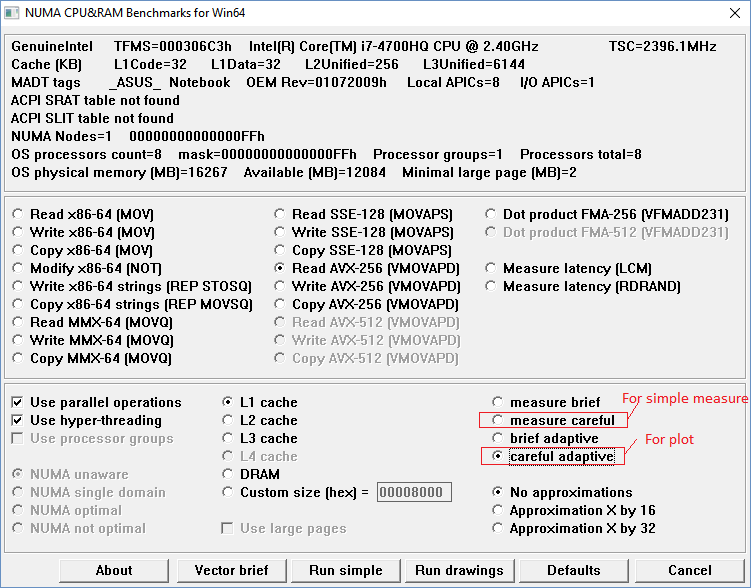 NUMA CPU&RAM Benchmarks for Win64
GenuineIntel TFMS=000306C3h Intel(R) Core(TM) i7-4700HQ CPU @ 2.40GHz TSC=2396.1MHz
Cache (KB) L1Code=32 L1Data=32 L2Unified=256 L3Unified=6144
MADT tags _ASUS_ Notebook OEM Rev=01072009h Local APICs=8 I/O APICs=1
ACPI SRAT table not found
ACPI SLIT table not found
NUMA Nodes=1 00000000000000FFh
OS processors count=8 mask=00000000000000FFh Processor groups=1 Processors total=8
OS physical memory (MB)=16267 Available (MB)=12084 Minimal large page (MB)=2
Read x86-64 (MOV) Read SSE-128 (MOVAPS) Dot product FMA-256 (VFMADD231)
Write x86-64 (MOV) Write SSE-128 (MOVAPS) Dot product FMA-512 (VFMADD231)
Copy x86-64 (MOV) Copy SSE-128 (MOVAPS)
Modify x86-64 (NOT) Read AVX-256 (VMOVAPD) Measure latency (LCM)
Write x86-64 strings (REP STOSQ) Write AVX-256 (VMOVAPD) Measure latency (RDRAND)
Copy x86-64 strings (REP MOVSQ) Copy AVX-256 (VMOVAPD)
Read MMX-64 (MOVQ) Read AVX-512 (VMOVAPD)
Write MMX-64 (MOVQ) Write AVX-512 (VMOVAPD)
Copy MMX-64 (MOVQ) Copy AVX-512 (VMOVAPD)
Use parallel operations L1 cache measure brief For simple measure
Use hyper-threading L2 cache measure careful
Use processor groups L3 cache brief adaptive For plot
L4 cache careful adaptive
NUMA unaware DRAM
NUMA single domain Custom size (hex) = 00008000 No approximations
NUMA optimal Approximation X by 16
NUMA not optimal Use large pages Approximation X by 32
About Vector brief Run simple Run drawings Defaults Cancel